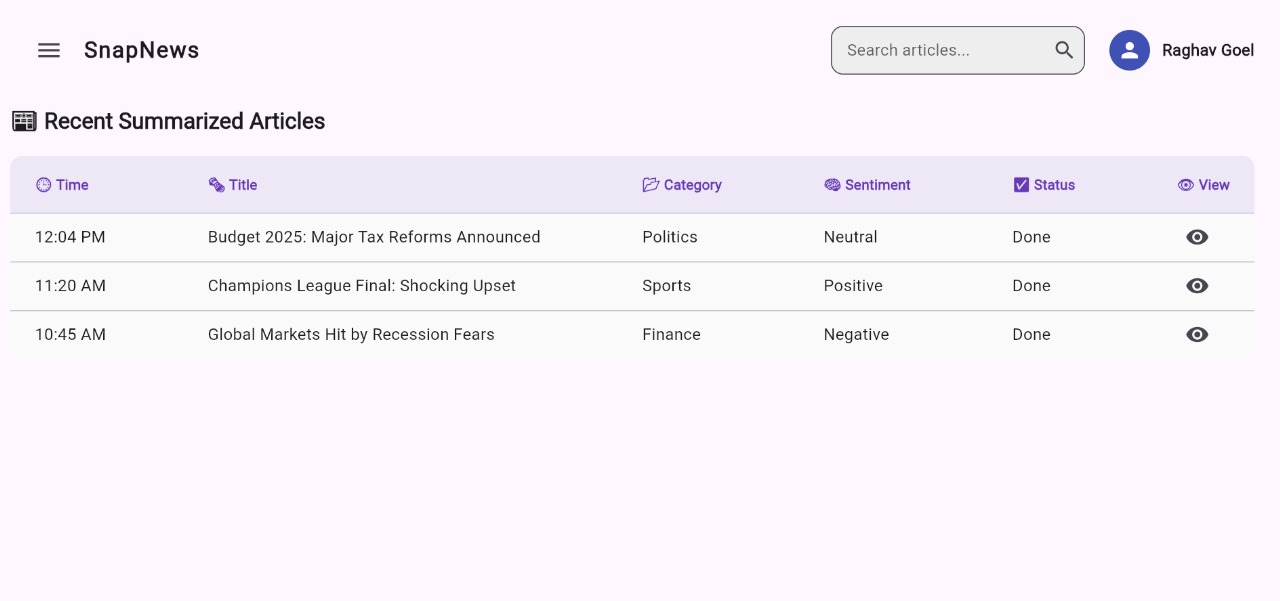 SnapNews
Search articles...
Raghav Goel
Recent Summarized Articles
Time Title Category Sentiment Status View
12:04 PM Budget 2025: Major Tax Reforms Announced Politics Neutral Done
11:20 AM Champions League Final: Shocking Upset Sports Positive Done
10:45 AM Global Markets Hit by Recession Fears Finance Negative Done